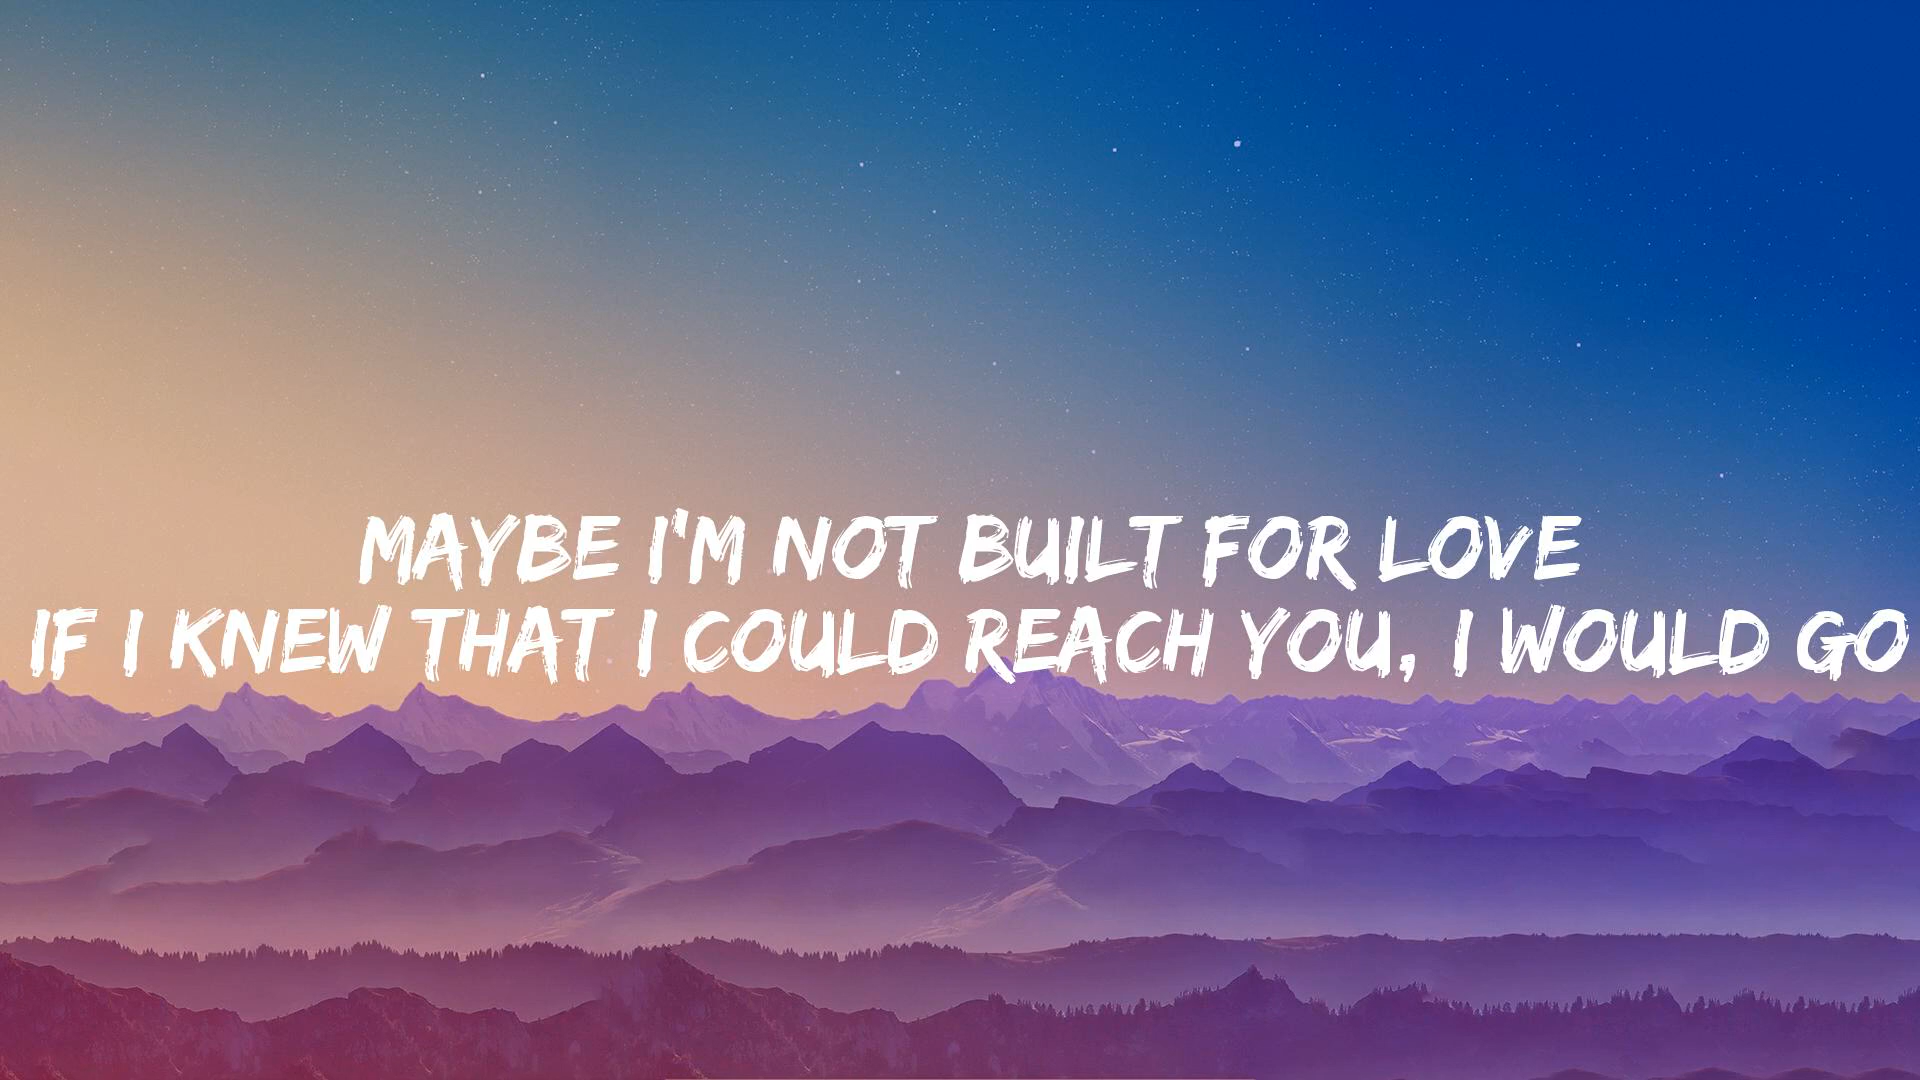 MAYBE I'M NOT BUILT FOR LOVE
IF I KNEW THAT I COULD REACH YOU, I WOULD GO